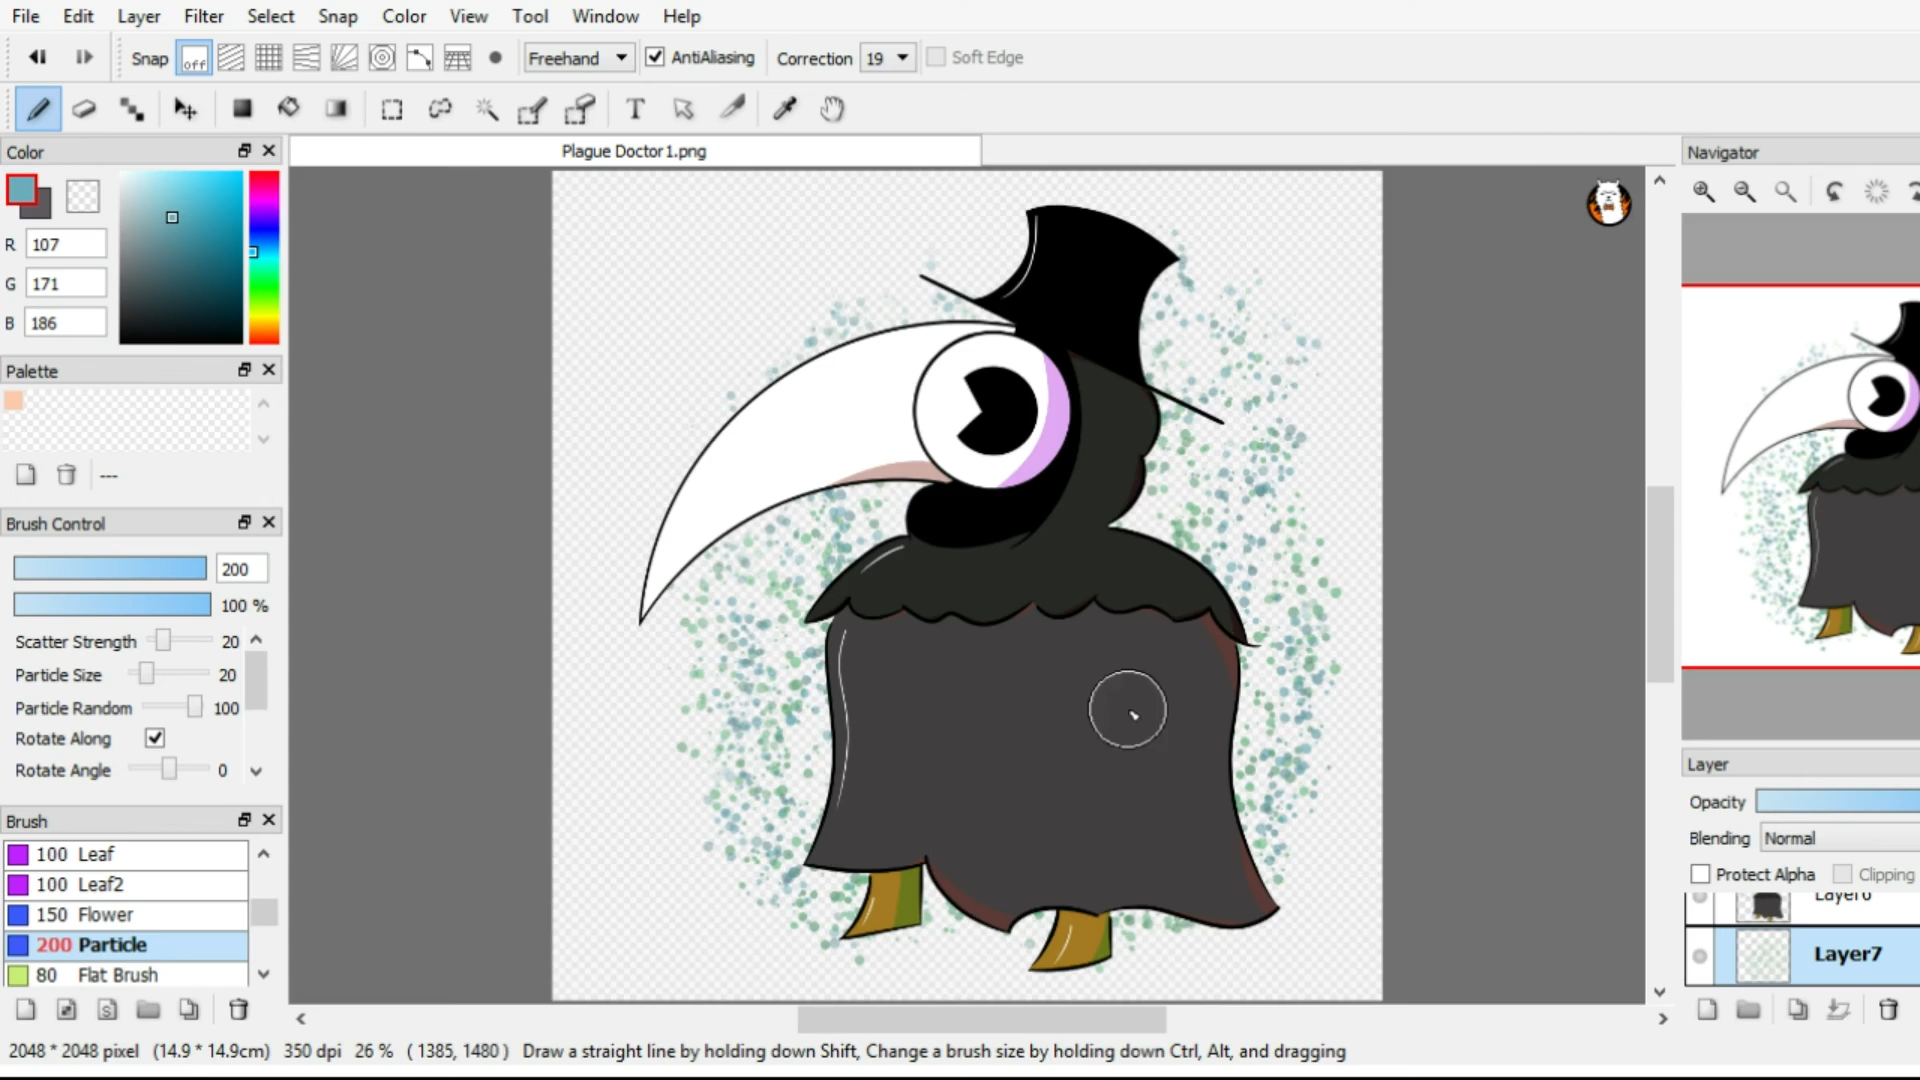 File Edit Layer Filter Select Snap Color View Tool Window Help
Snap off Freehand AntiAliasing Correction 19 Soft Edge
T
Color
Plague Doctor1.png
Navigator
R 107
G 171
B 186
Palette
---
Brush Control
200
100 %
Scatter Strength 20
Particle Size 20
Particle Random 100
Rotate Along
Rotate Angle 0
Layer
Opacity
Blending Normal
Protect Alpha Clipping
Layer6
Layer7
Brush
100 Leaf
100 Leaf2
150 Flower
200 Particle
80 Flat Brush
S
2048 * 2048 pixel (14.9 * 14.9cm) 350 dpi 26 % ( 1385, 1480 ) Draw a straight line by holding down Shift, Change a brush size by holding down Ctrl, Alt, and dragging